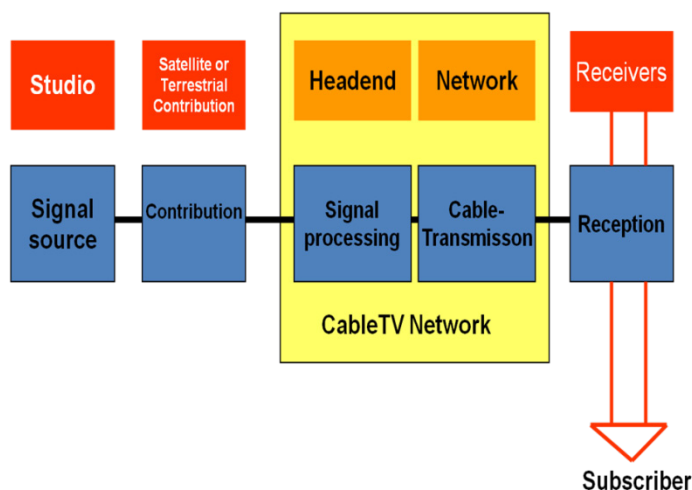 Studio
Satellite or
Terrestrial
Contribution
Headend
Network
Receivers
Signal
source
Contribution
Signal
processing
Cable-
Transmisson
Reception
CableTV Network
Subscriber